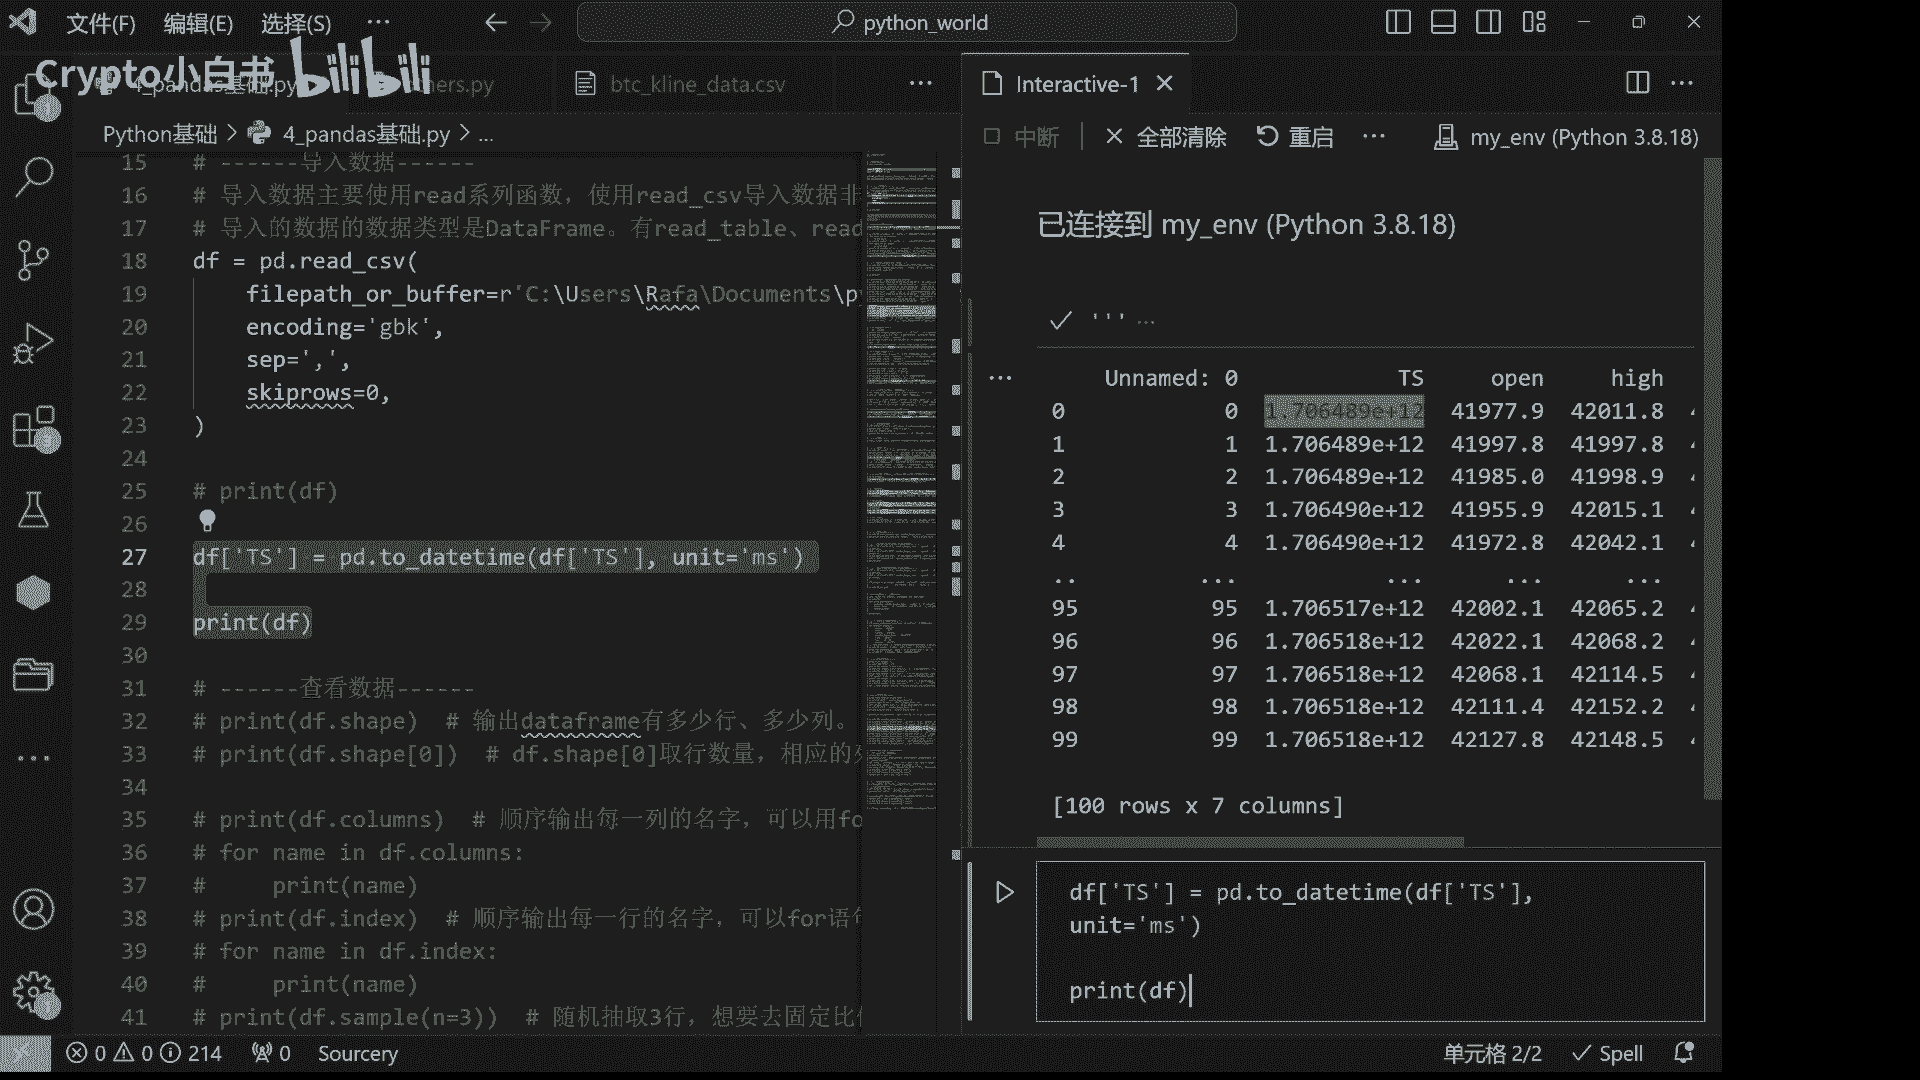 文件(F) 编辑(E) 选择(S) ··· python_world
Crypto小白书 bilibili
4_pandas基础.py btc_kline_data.csv ···
Python基础 > 4_pandas基础.py > ...
15 # ------导入数据------
16 # 导入数据主要使用read系列函数，使用read_csv导入数据非
17 # 导入的数据的数据类型是DataFrame。有read_table、read
18 df = pd.read_csv(
19 filepath_or_buffer=r'C:\Users\Rafa\Documents\py
20 encoding='gbk',
21 sep=',',
22 skiprows=0,
23 )
24
25 # print(df)
26
27 df['TS'] = pd.to_datetime(df['TS'], unit='ms')
28
29 print(df)
30
31 # ------查看数据------
32 # print(df.shape)  # 输出dataframe有多少行、多少列。
33 # print(df.shape[0])  # df.shape[0]取行数量，相应的
34
35 # print(df.columns)  # 顺序输出每一列的名字，可以用fo
36 # for name in df.columns:
37 #     print(name)
38 # print(df.index)  # 顺序输出每一行的名字，可以for语
39 # for name in df.index:
40 #     print(name)
41 # print(df.sample(n=3))  # 随机抽取3行，想要去固定比
Interactive-1 ···
中断 | 全部清除 重启 ··· my_env (Python 3.8.18)
已连接到 my_env (Python 3.8.18)
''' ...
··· Unnamed: 0 TS open high
0 0 1.706489e+12 41977.9 42011.8
1 1 1.706489e+12 41997.8 41997.8
2 2 1.706489e+12 41985.0 41998.9
3 3 1.706490e+12 41955.9 42015.1
4 4 1.706490e+12 41972.8 42042.1
.. ... ... ... ...
95 95 1.706517e+12 42002.1 42065.2
96 96 1.706518e+12 42022.1 42068.2
97 97 1.706518e+12 42068.1 42114.5
98 98 1.706518e+12 42111.4 42152.2
99 99 1.706518e+12 42127.8 42148.5
[100 rows x 7 columns]
df['TS'] = pd.to_datetime(df['TS'],
unit='ms')
print(df)
0 0 214 0 Sourcery 单元格 2/2 Spell